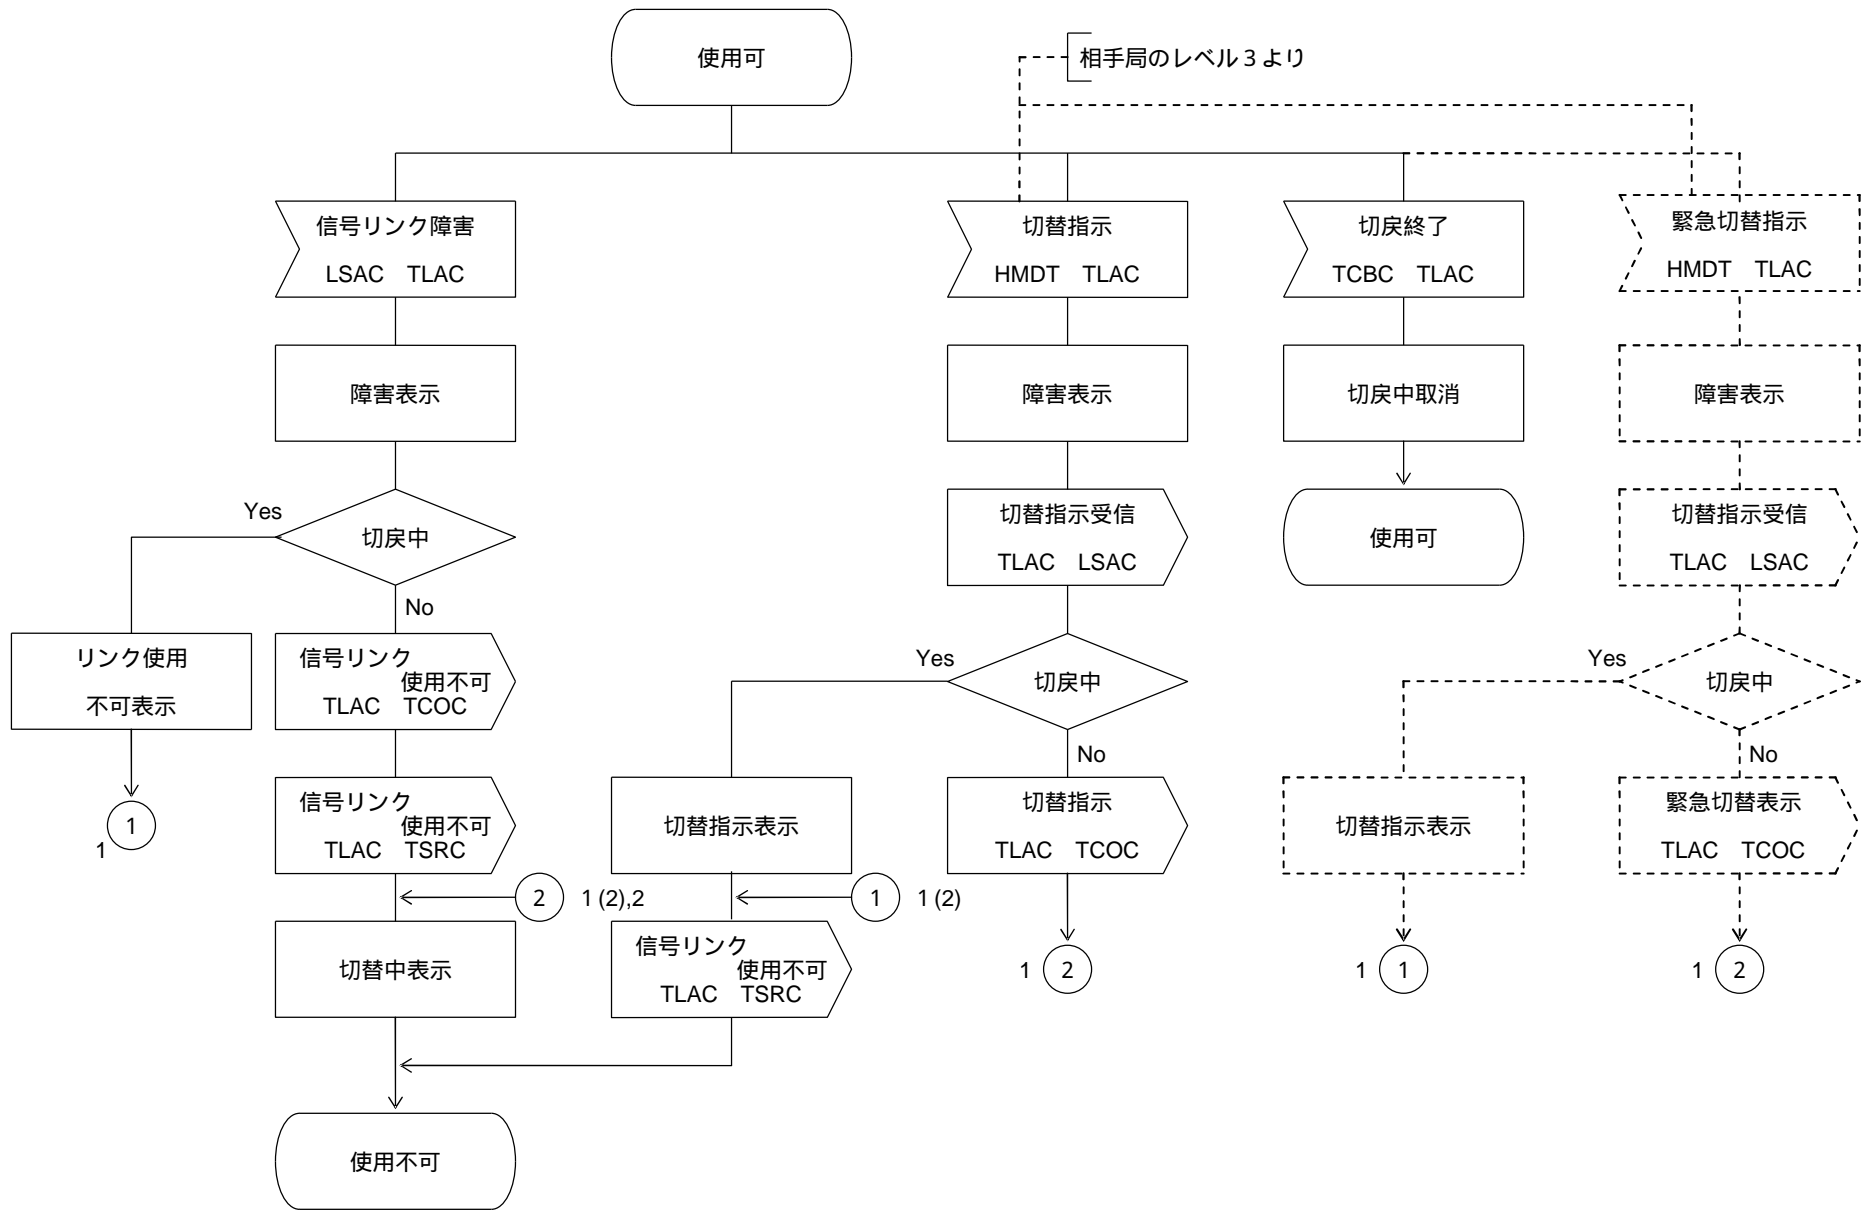 使用可
相手局のレベル3より
信号リンク障害
LSAC TLAC
切替指示
HMDT TLAC
切戻終了
TCBC TLAC
緊急切替指示
HMDT TLAC
障害表示
障害表示
切戻中取消
障害表示
Yes
切戻中
No
切替指示受信
TLAC LSAC
使用可
切替指示受信
TLAC LSAC
リンク使用
不可表示
信号リンク
使用不可
TLAC TCOC
Yes
切戻中
No
Yes
切戻中
No
1
1
信号リンク
使用不可
TLAC TSRC
切替指示表示
切替指示
TLAC TCOC
切替指示表示
緊急切替表示
TLAC TCOC
2 1 (2),2
1 1 (2)
切替中表示
信号リンク
使用不可
TLAC TSRC
1 2
1 1
1 2
使用不可